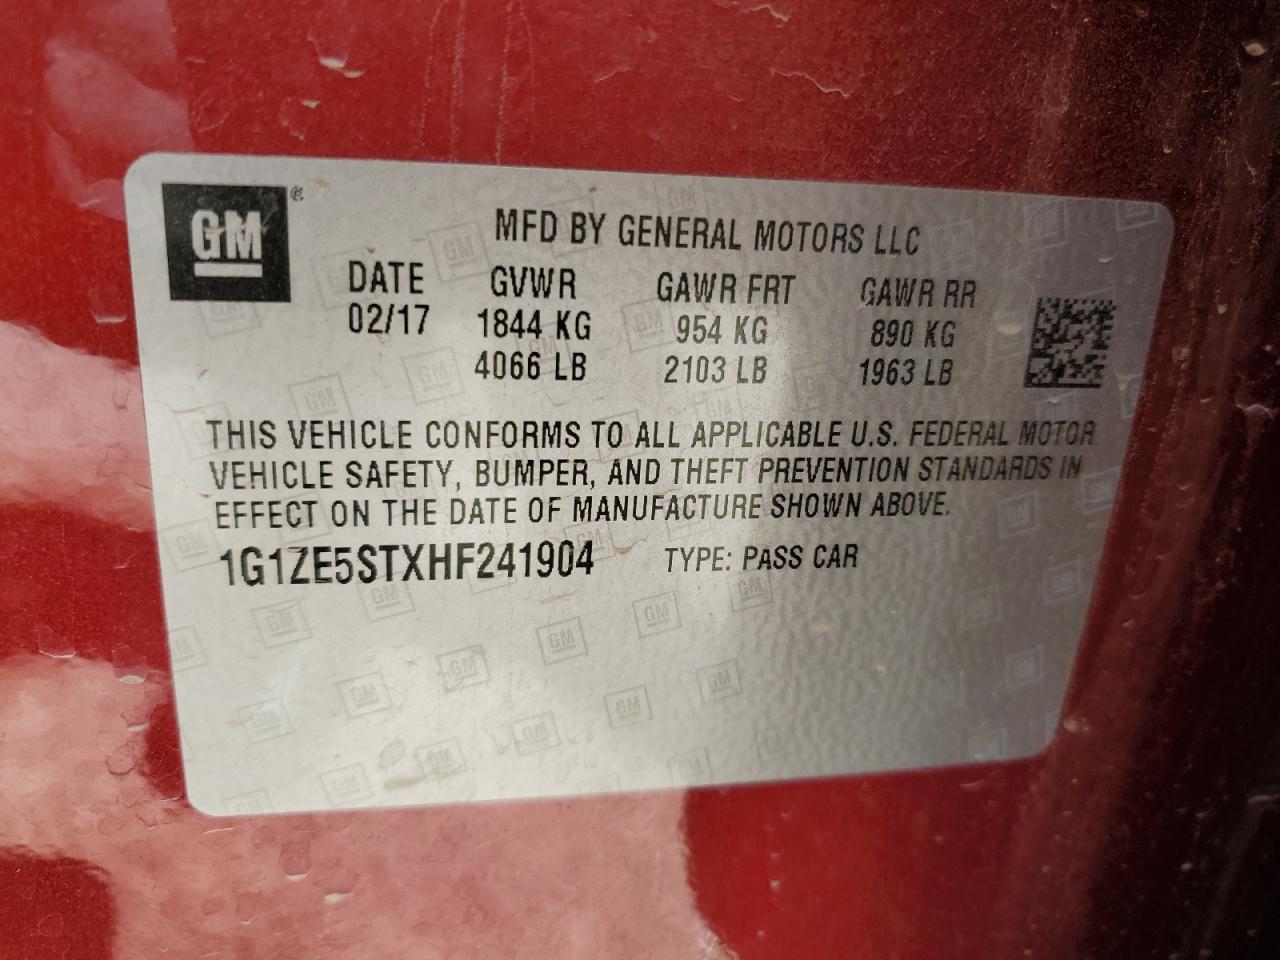 GM
MFD BY GENERAL MOTORS LLC
DATE GVWR GAWR FRT GAWR RR
02/17 1844 KG 954 KG 890 KG
4066 LB 2103 LB 1963 LB
THIS VEHICLE CONFORMS TO ALL APPLICABLE U.S. FEDERAL MOTOR
VEHICLE SAFETY, BUMPER, AND THEFT PREVENTION STANDARDS IN
EFFECT ON THE DATE OF MANUFACTURE SHOWN ABOVE.
1G1ZE5STXHF241904 TYPE: PASS CAR